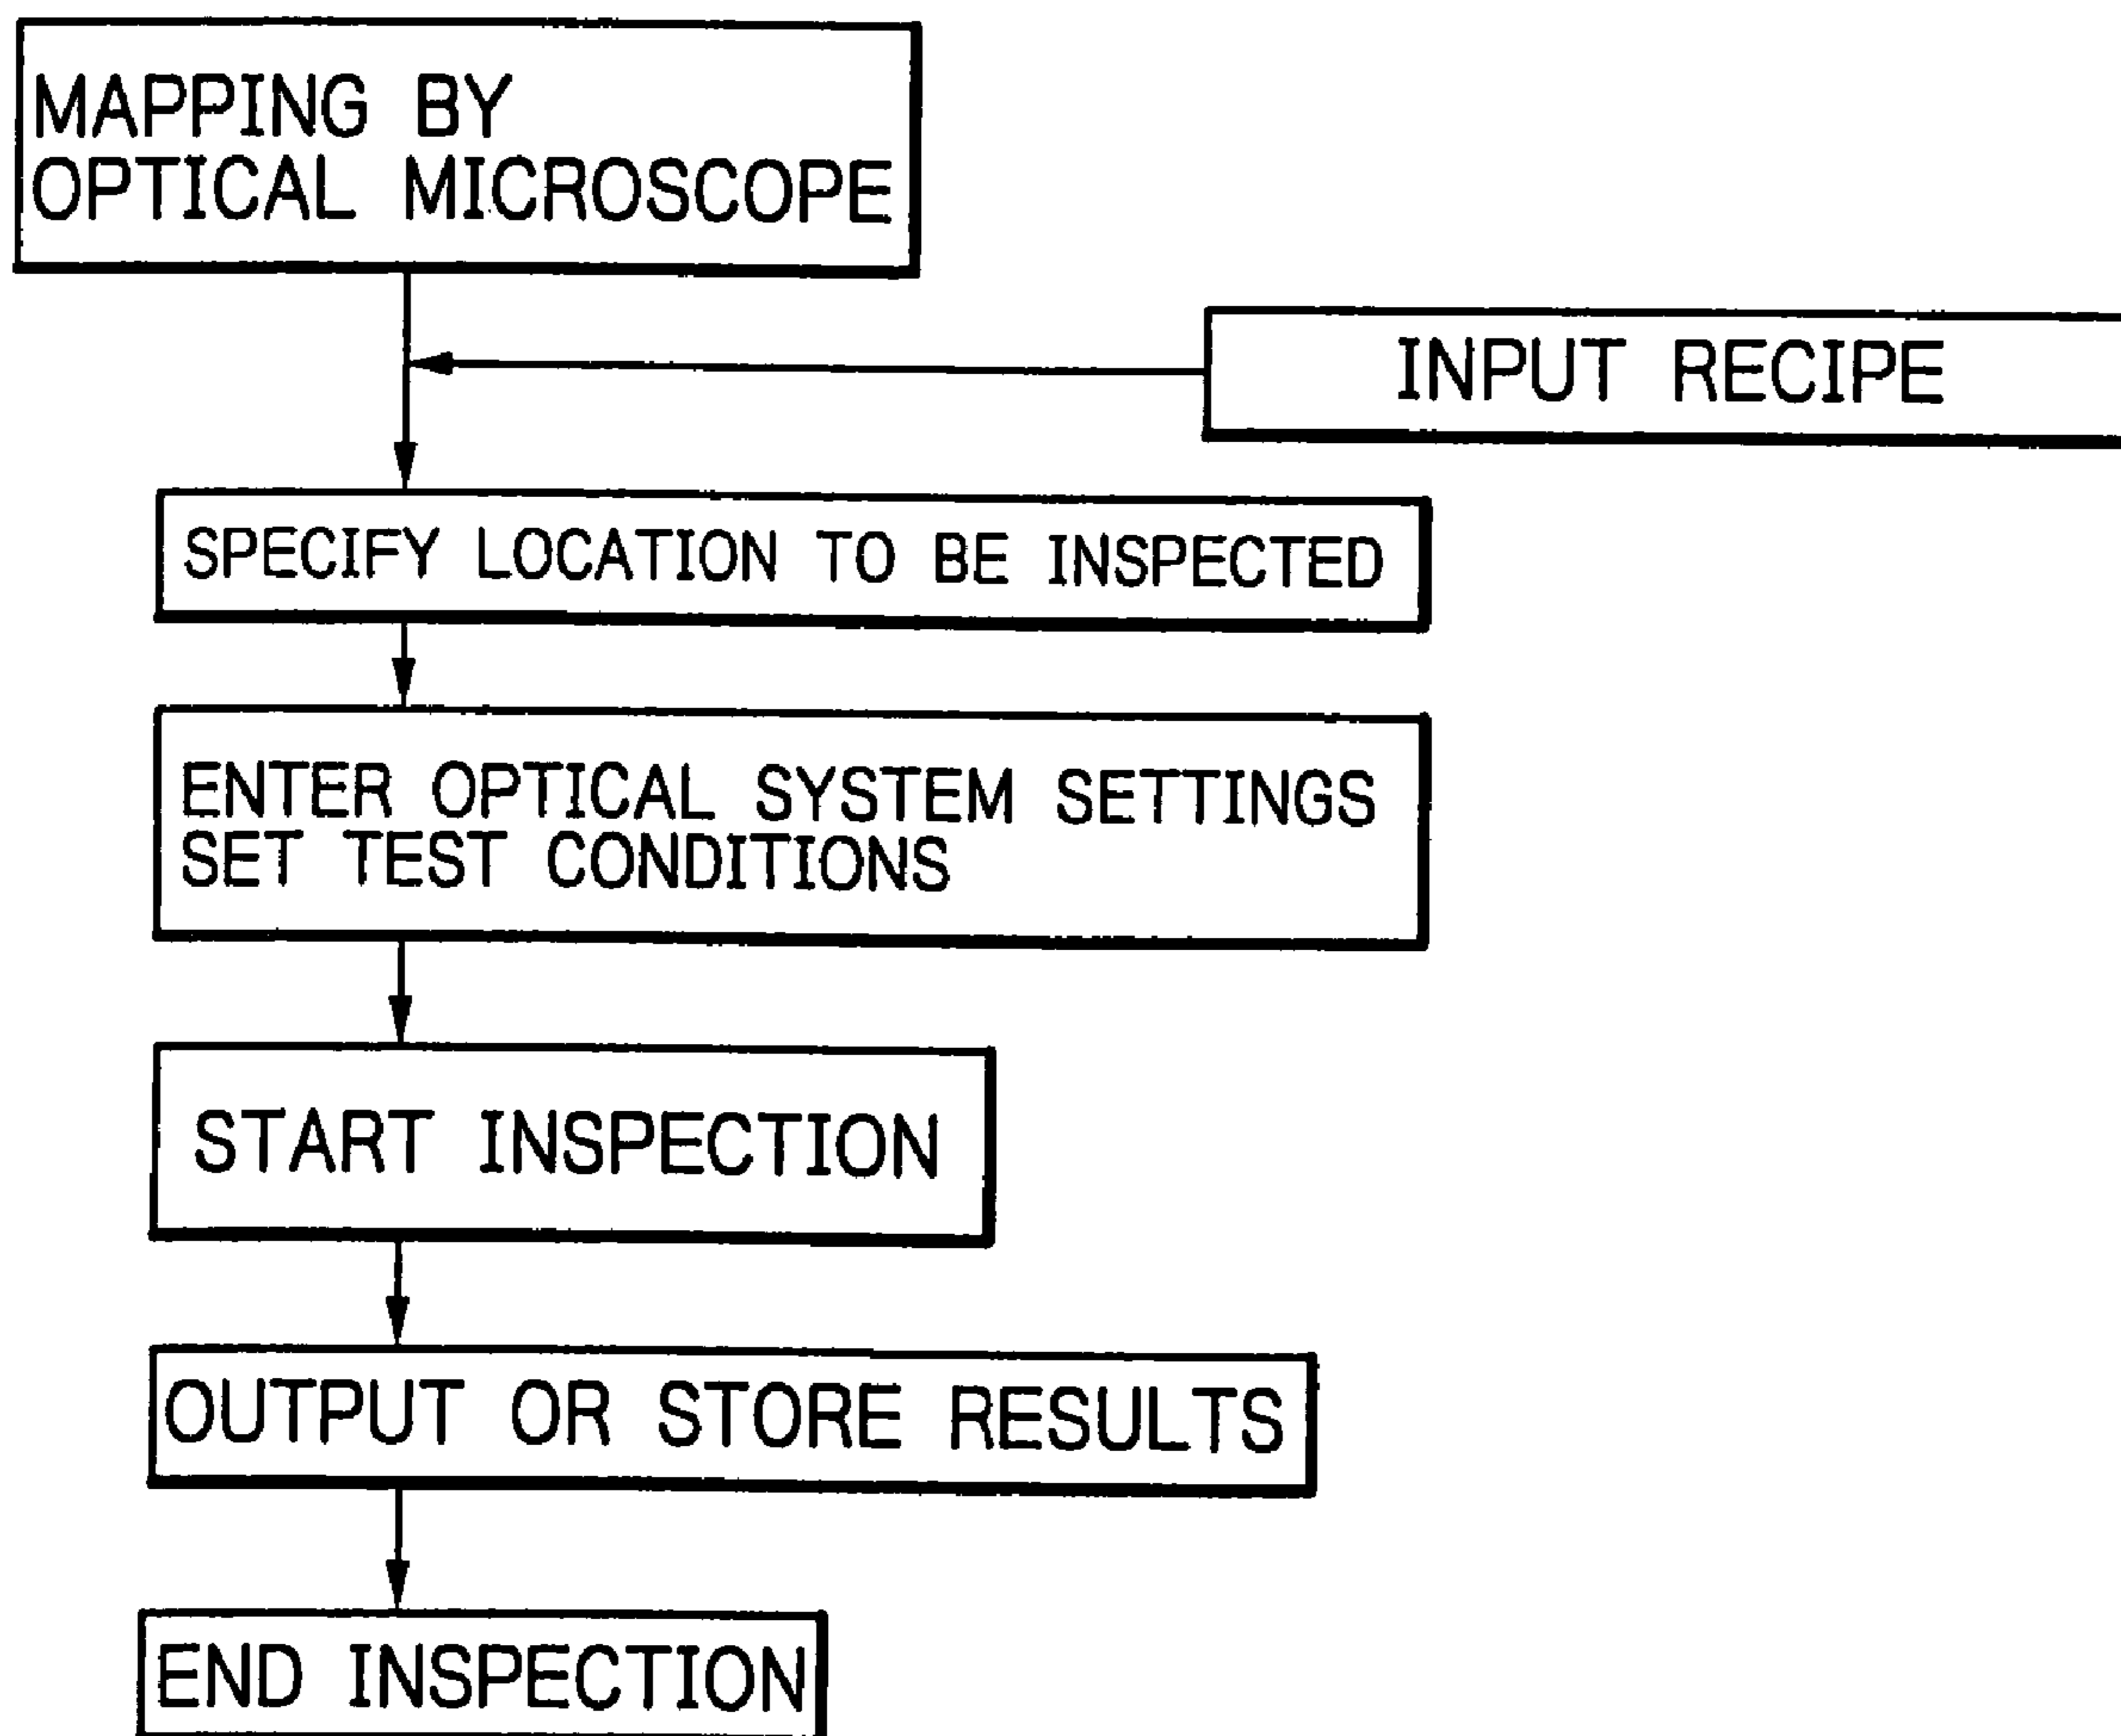 MAPPING BY
OPTICAL MICROSCOPE
INPUT RECIPE
SPECIFY LOCATION TO BE INSPECTED
ENTER OPTICAL SYSTEM SETTINGS
SET TEST CONDITIONS
START INSPECTION
OUTPUT OR STORE RESULTS
END INSPECTION